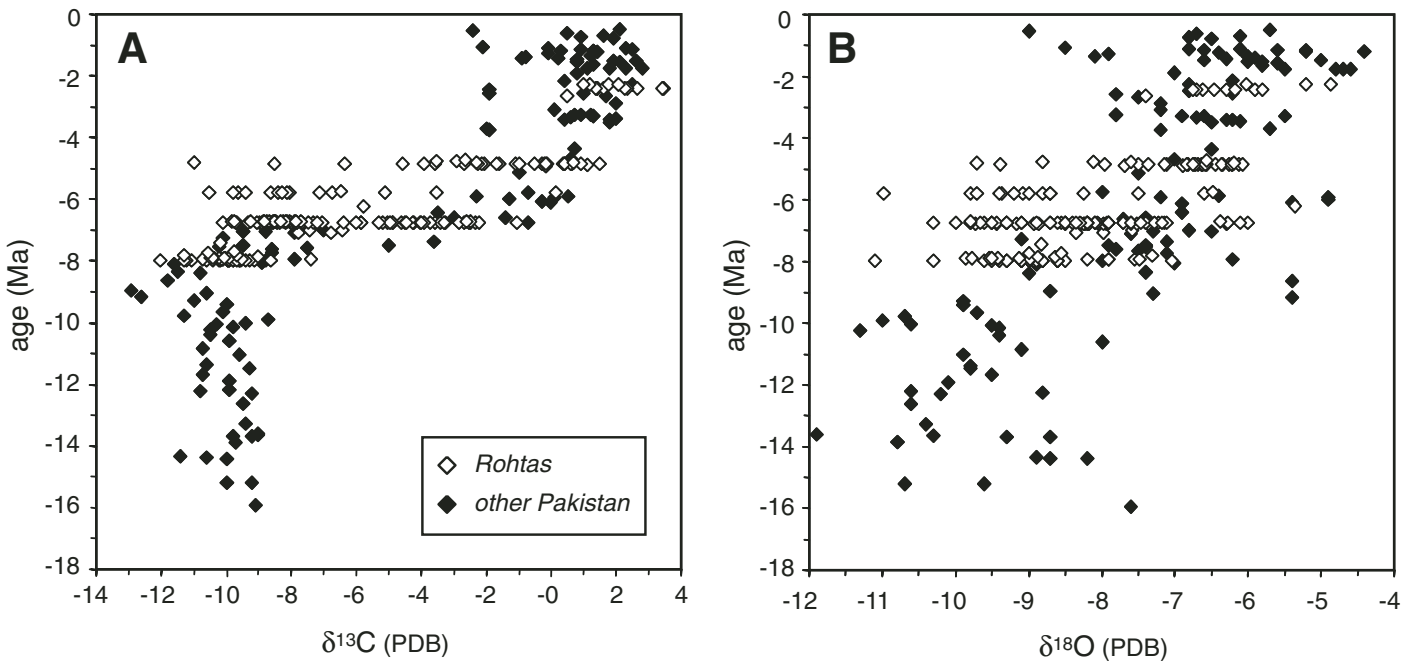 A
0
-2
-4
-6
-8
-10
-12
-14
-16
-18
age (Ma)
-14 -12 -10 -8 -6 -4 -2 -0 2 4
δ¹³C (PDB)
Rohtas
other Pakistan
B
0
-2
-4
-6
-8
-10
-12
-14
-16
-18
age (Ma)
-12 -11 -10 -9 -8 -7 -6 -5 -4
δ¹⁸O (PDB)